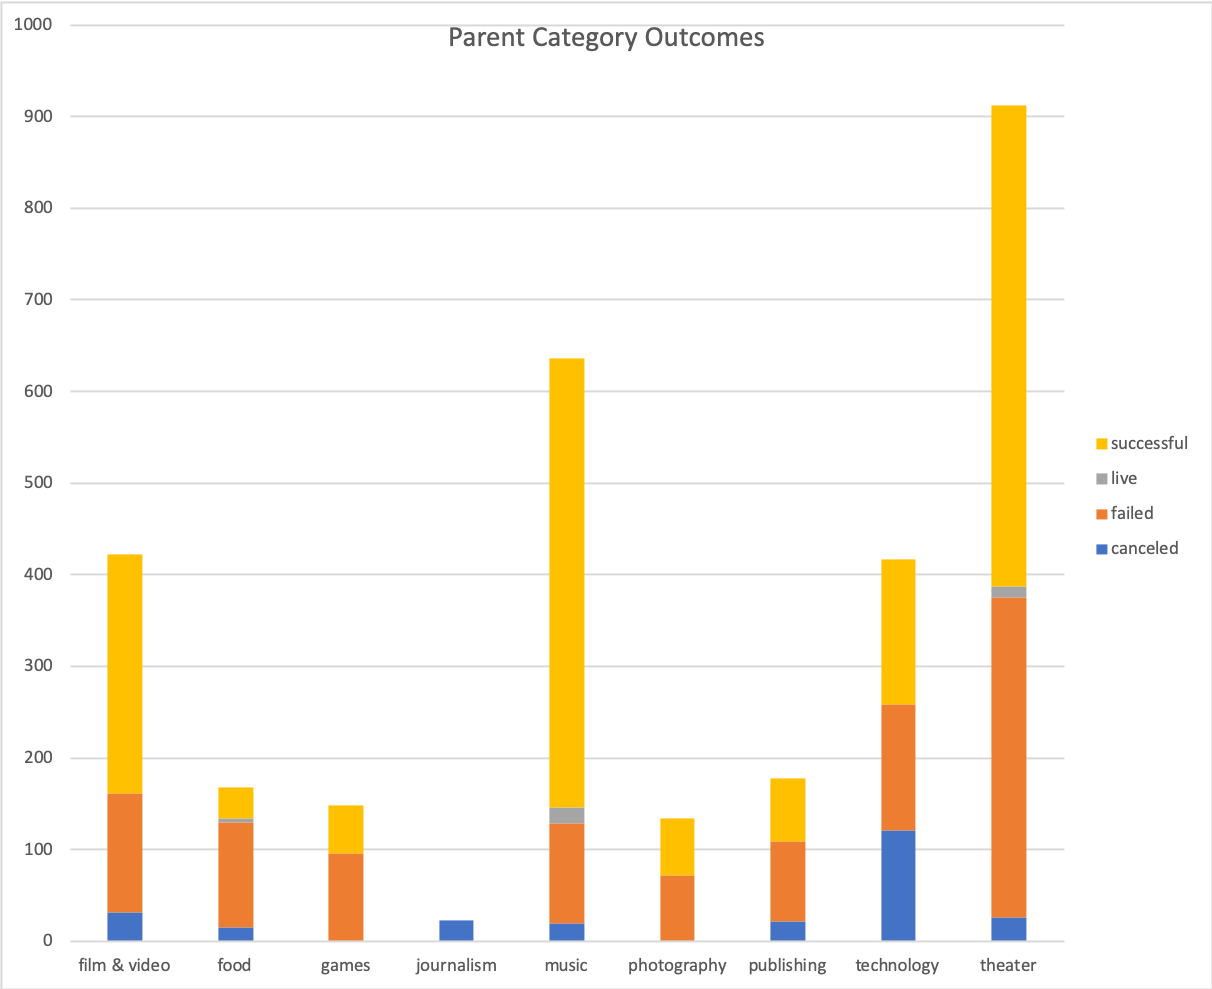 Parent Category Outcomes
1000
900
800
700
600
500
400
300
200
100
0
film & video food games journalism music photography publishing technology theater
successful
live
failed
canceled